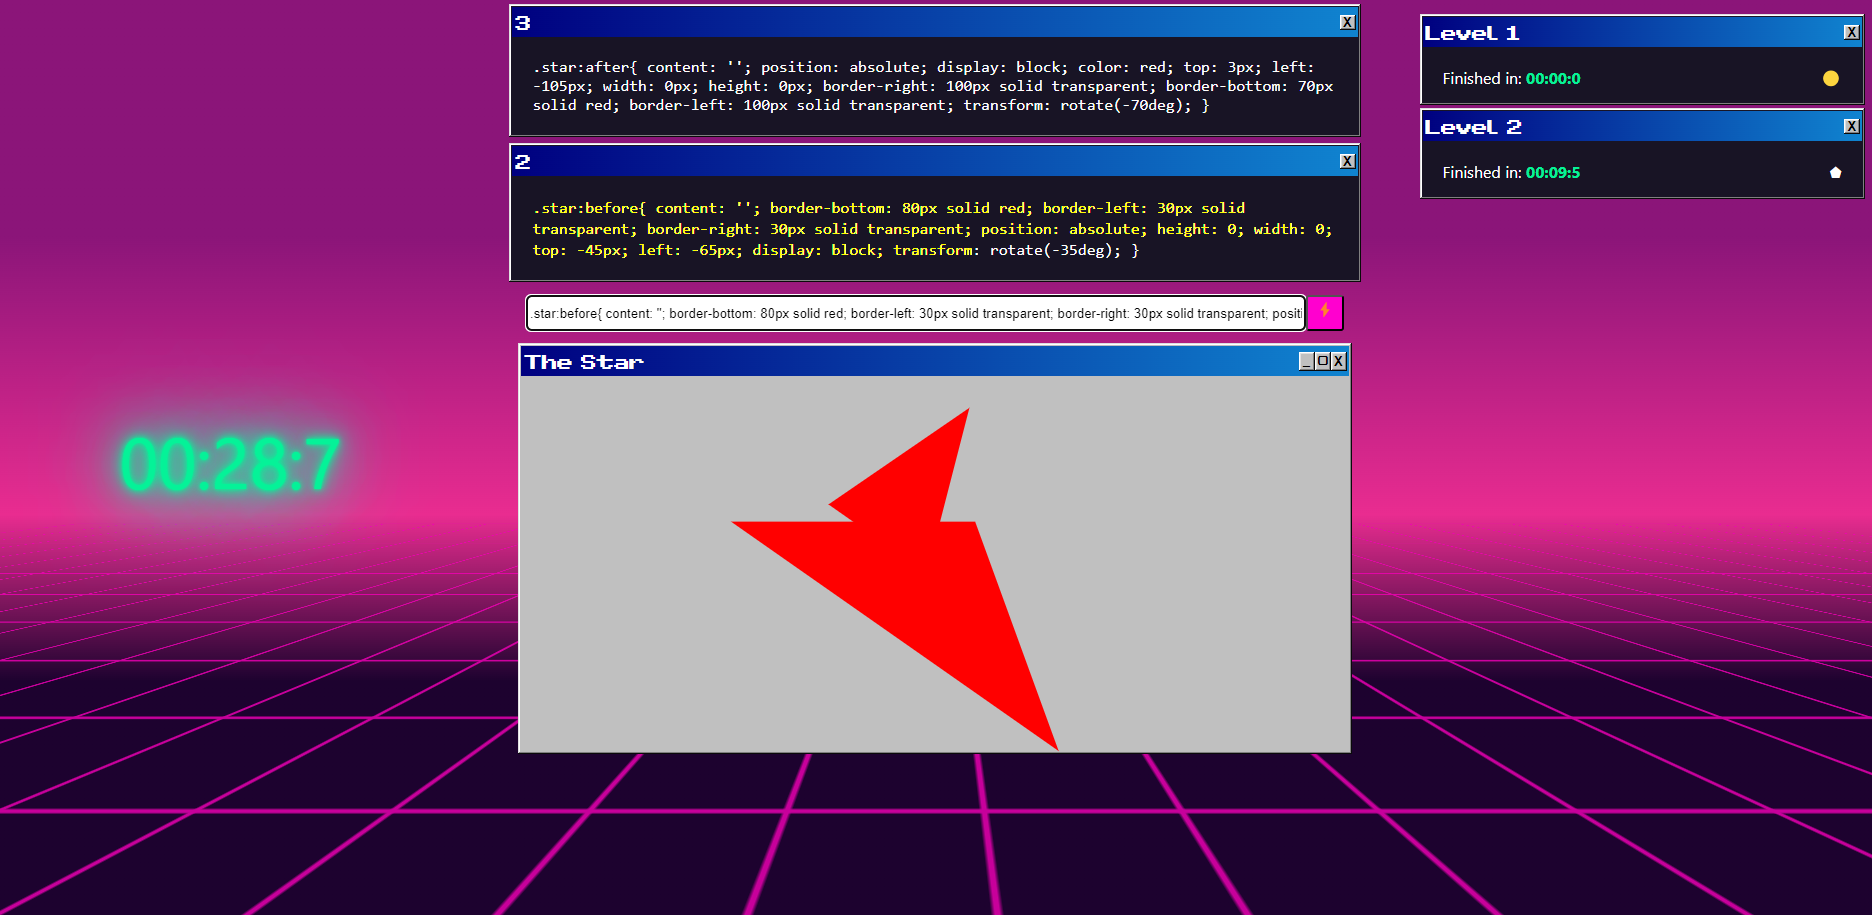 3
X
.star:after{ content: ''; position: absolute; display: block; color: red; top: 3px; left:
-105px; width: 0px; height: 0px; border-right: 100px solid transparent; border-bottom: 70px
solid red; border-left: 100px solid transparent; transform: rotate(-70deg); }
2
X
.star:before{ content: ''; border-bottom: 80px solid red; border-left: 30px solid
transparent; border-right: 30px solid transparent; position: absolute; height: 0; width: 0;
top: -45px; left: -65px; display: block; transform: rotate(-35deg); }
.star:before{ content: ''; border-bottom: 80px solid red; border-left: 30px solid transparent; border-right: 30px solid transparent; positi
The Star
_ X
00:28:7
Level 1
X
Finished in: 00:00:0
Level 2
X
Finished in: 00:09:5